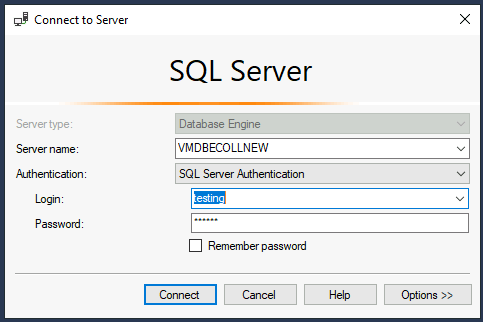 Connect to Server
SQL Server
Server type: Database Engine
Server name: VMDBECOLLNEW
Authentication: SQL Server Authentication
Login: testing
Password: ******
Remember password
Connect Cancel Help Options >>